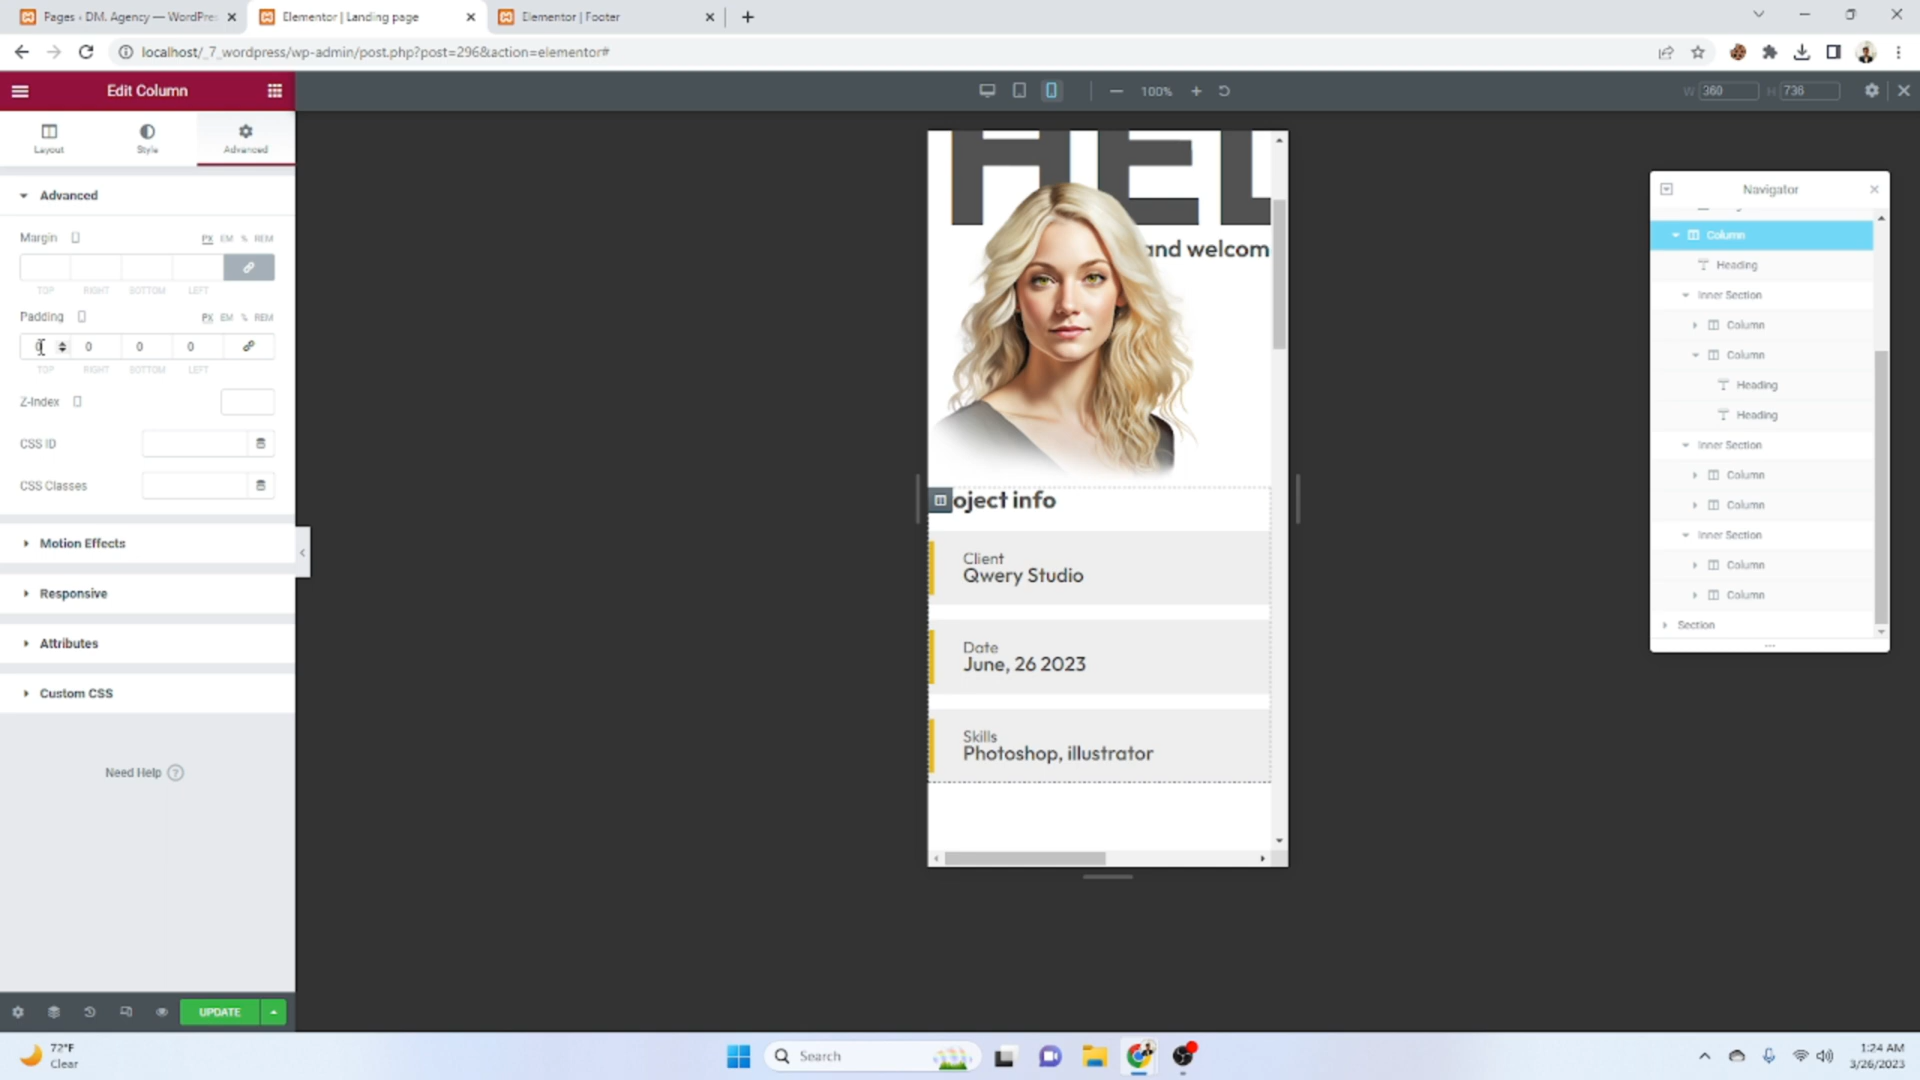 Pages ‹ DM. Agency — WordPre
Elementor | Landing page
Elementor | Footer
localhost/_7_wordpress/wp-admin/post.php?post=296&action=elementor#
Edit Column
100%
W 360
H 736
Layout
Style
Advanced
Advanced
Margin
PX EM % REM
TOP RIGHT BOTTOM LEFT
Padding
PX EM % REM
0 0 0
TOP RIGHT BOTTOM LEFT
Z-Index
CSS ID
CSS Classes
Motion Effects
Responsive
Attributes
Custom CSS
Need Help ?
UPDATE
HEL
and welcom
oject info
Client
Qwery Studio
Date
June, 26 2023
Skills
Photoshop, illustrator
Navigator
Column
Heading
Inner Section
Column
Column
Heading
Heading
Inner Section
Column
Column
Inner Section
Column
Column
Section
72°F
Clear
Search
1:24 AM
3/26/2023